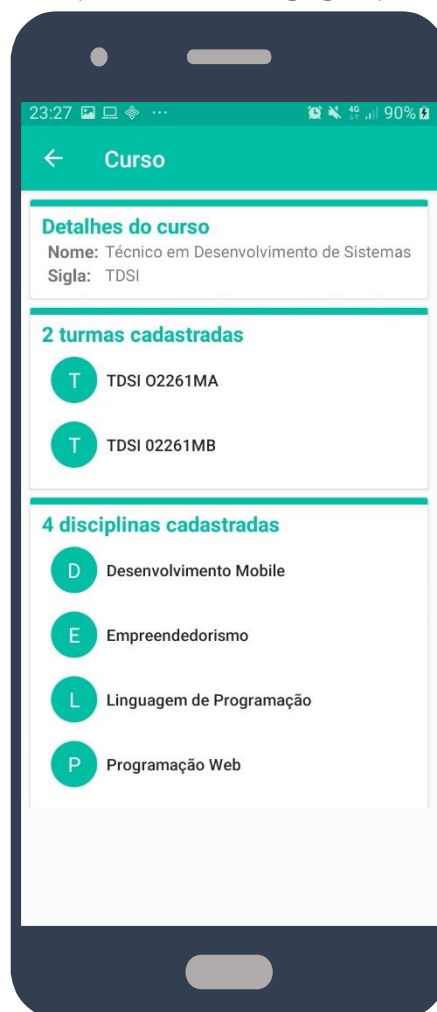 23:27 ... 4G 90%
Curso
Detalhes do curso
Nome: Técnico em Desenvolvimento de Sistemas
Sigla: TDSI
2 turmas cadastradas
T TDSI O2261MA
T TDSI 02261MB
4 disciplinas cadastradas
D Desenvolvimento Mobile
E Empreendedorismo
L Linguagem de Programação
P Programação Web